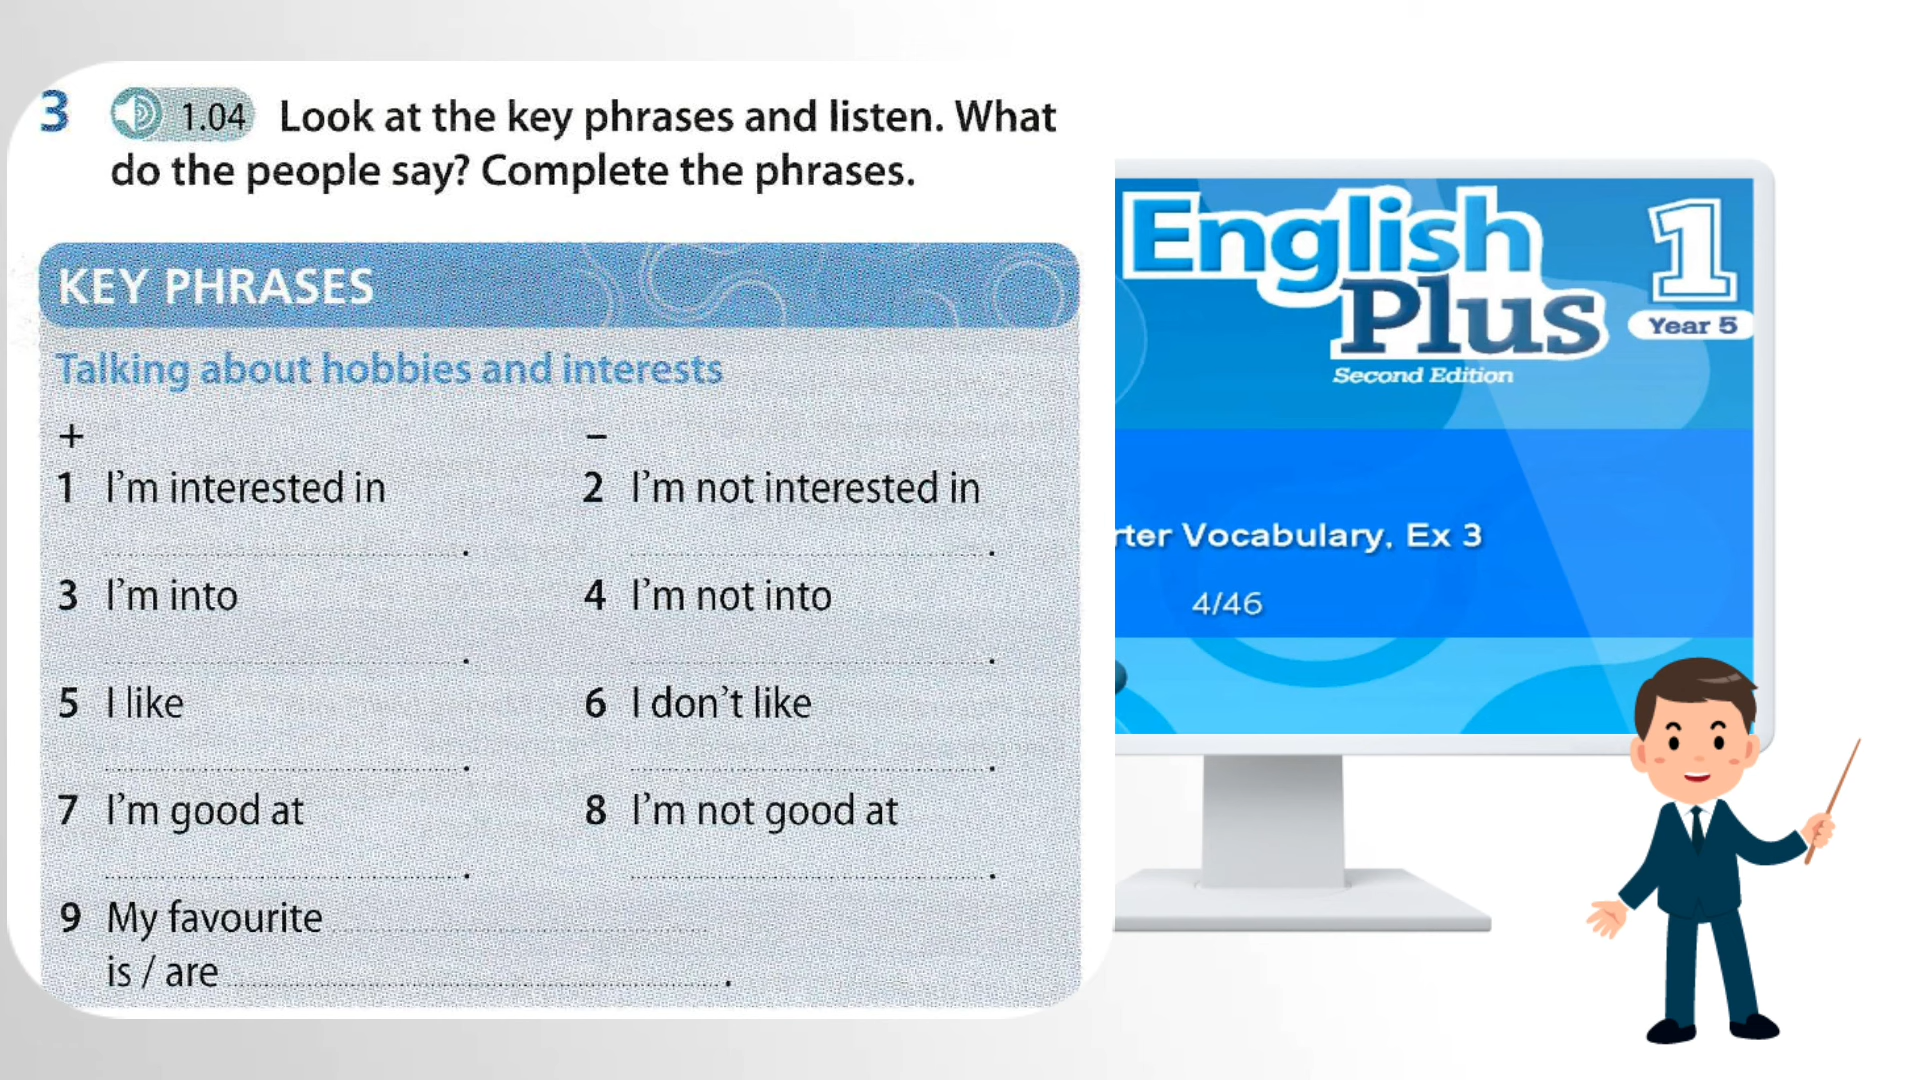 3 1.04 Look at the key phrases and listen. What
do the people say? Complete the phrases.
KEY PHRASES
Talking about hobbies and interests
+ –
1 I'm interested in
2 I'm not interested in
3 I'm into
4 I'm not into
5 I like
6 I don't like
7 I'm good at
8 I'm not good at
9 My favourite
is / are .
English
Plus
1
Year 5
Second Edition
rter Vocabulary, Ex 3
4/46